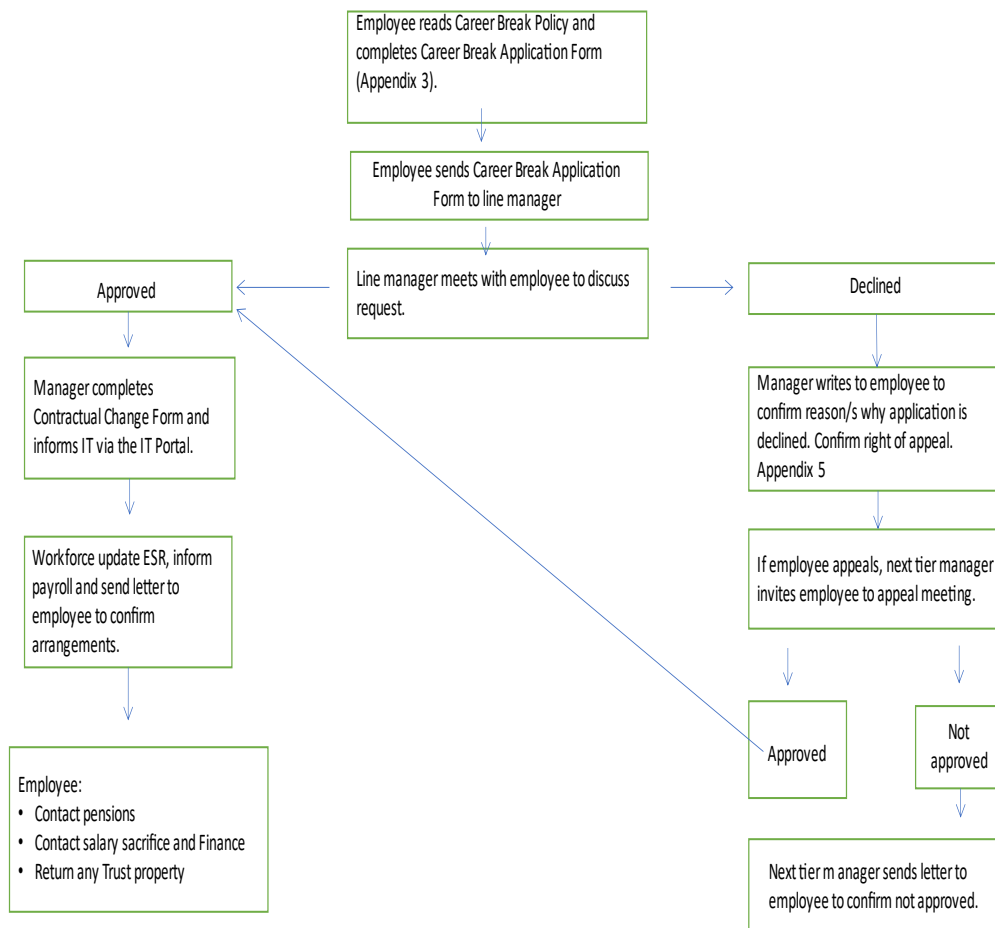 Employee reads Career Break Policy and
completes Career Break Application Form
(Appendix 3).
Employee sends Career Break Application
Form to line manager
Line manager meets with employee to discuss
request.
Approved
Manager completes
Contractual Change Form and
informs IT via the IT Portal.
Workforce update ESR, inform
payroll and send letter to
employee to confirm
arrangements.
Employee:
• Contact pensions
• Contact salary sacrifice and Finance
• Return any Trust property
Declined
Manager writes to employee to
confirm reason/s why application is
declined. Confirm right of appeal.
Appendix 5
If employee appeals, next tier manager
invites employee to appeal meeting.
Approved
Not
approved
Next tier m anager sends letter to
employee to confirm not approved.